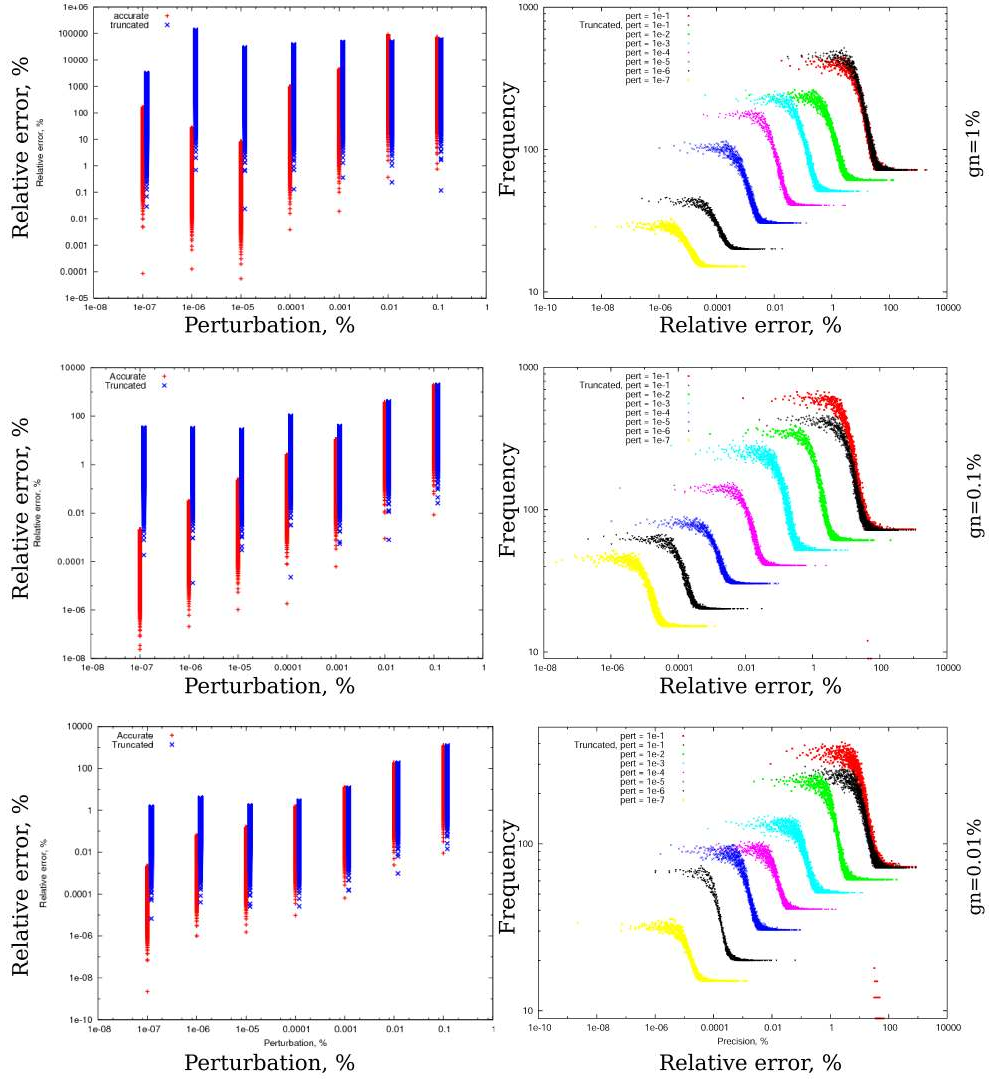 1e+06
100000
10000
1000
100
10
1
0.1
0.01
0.001
0.0001
1e-05
accurate
truncated
Relative error, %
Relative error, %
1e-08 1e-07 1e-06 1e-05 0.0001 0.001 0.01 0.1 1
Perturbation, %
1000
100
10
pert = 1e-1
Truncated, pert = 1e-1
pert = 1e-2
pert = 1e-3
pert = 1e-4
pert = 1e-5
pert = 1e-6
pert = 1e-7
Frequency
gn=1%
1e-10 1e-08 1e-06 0.0001 0.01 1 100 10000
Relative error, %
10000
100
1
0.01
0.0001
1e-06
1e-08
Accurate
Truncated
Relative error, %
Relative error, %
1e-08 1e-07 1e-06 1e-05 0.0001 0.001 0.01 0.1 1
Perturbation, %
1000
100
10
pert = 1e-1
Truncated, pert = 1e-1
pert = 1e-2
pert = 1e-3
pert = 1e-4
pert = 1e-5
pert = 1e-6
pert = 1e-7
Frequency
gn=0.1%
1e-08 1e-06 0.0001 0.01 1 100 10000
Relative error, %
10000
100
1
0.01
0.0001
1e-06
1e-08
1e-10
Accurate
Truncated
Relative error, %
Relative error, %
1e-08 1e-07 1e-06 1e-05 0.0001 0.001 0.01 0.1 1
Perturbation, %
Perturbation, %
100
10
pert = 1e-1
Truncated, pert = 1e-1
pert = 1e-2
pert = 1e-3
pert = 1e-4
pert = 1e-5
pert = 1e-6
pert = 1e-7
Frequency
gn=0.01%
1e-10 1e-08 1e-06 0.0001 0.01 1 100 10000
Precision, %
Relative error, %